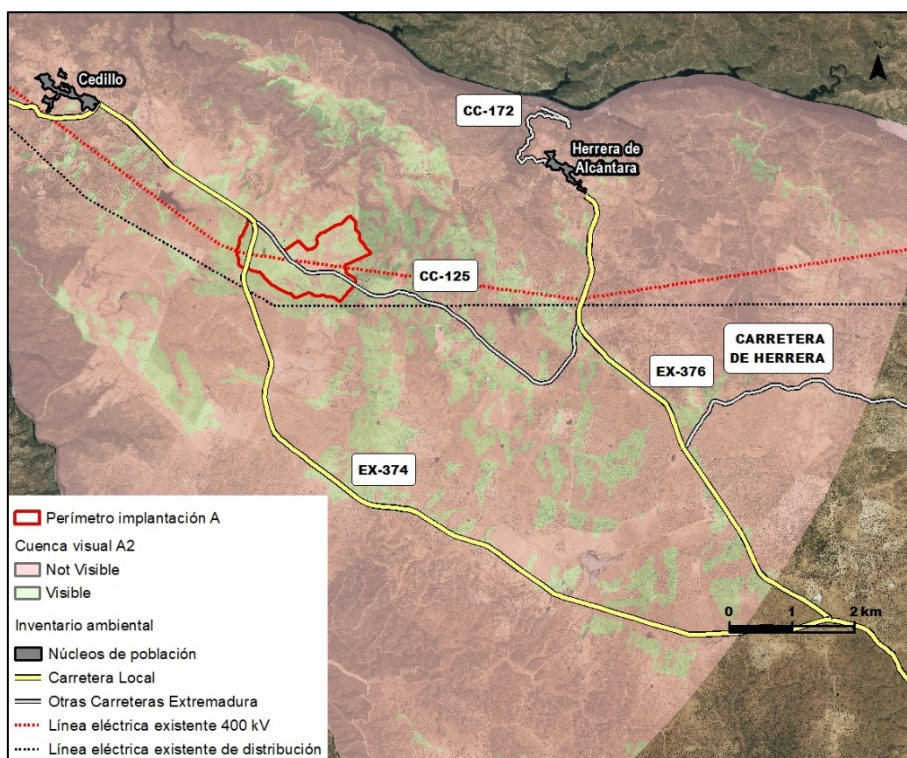 Cedillo
CC-172
Herrera de
Alcántara
CC-125
CARRETERA
DE HERRERA
EX-376
EX-374
Perímetro implantación A
Cuenca visual A2
Not Visible
Visible
Inventario ambiental
Núcleos de población
Carretera Local
Otras Carreteras Extremadura
Línea eléctrica existente 400 kV
Línea eléctrica existente de distribución
0 1 2 km